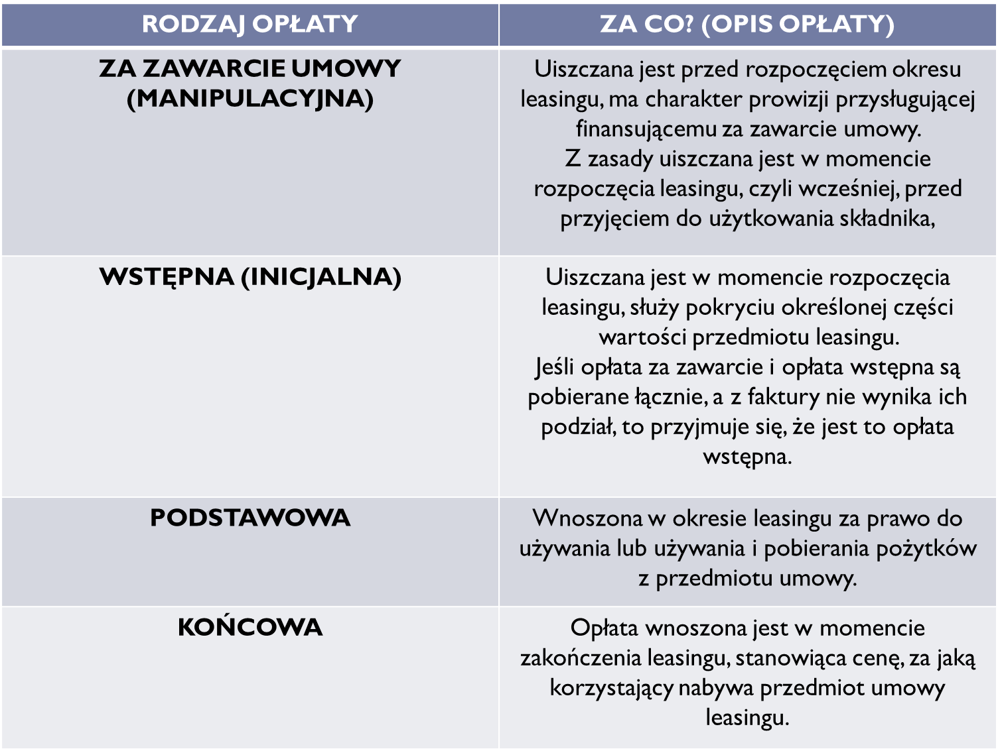 RODZAJ OPŁATY
ZA CO? (OPIS OPŁATY)
ZA ZAWARCIE UMOWY
(MANIPULACYJNA)
Uiszczana jest przed rozpoczęciem okresu
leasingu, ma charakter prowizji przysługującej
finansującemu za zawarcie umowy.
Z zasady uiszczana jest w momencie
rozpoczęcia leasingu, czyli wcześniej, przed
przyjęciem do użytkowania składnika,
WSTĘPNA (INICJALNA)
Uiszczana jest w momencie rozpoczęcia
leasingu, służy pokryciu określonej części
wartości przedmiotu leasingu.
Jeśli opłata za zawarcie i opłata wstępna są
pobierane łącznie, a z faktury nie wynika ich
podział, to przyjmuje się, że jest to opłata
wstępna.
PODSTAWOWA
Wnoszona w okresie leasingu za prawo do
używania lub używania i pobierania pożytków
z przedmiotu umowy.
KOŃCOWA
Opłata wnoszona jest w momencie
zakończenia leasingu, stanowiąca cenę, za jaką
korzystający nabywa przedmiot umowy
leasingu.